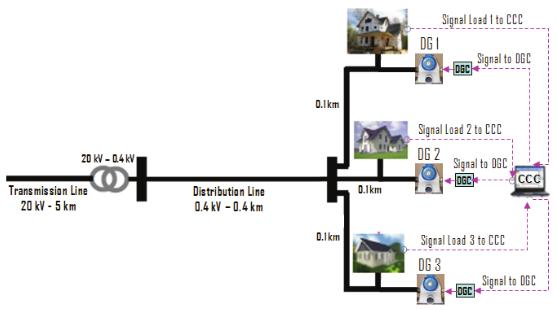 Signal Load 1 to CCC
DG 1
Signal to DGC
DGC
0.1km
20 kV – 0.4 kV
Signal Load 2 to CCC
DG 2
Signal to DGC
DGC
CCC
Transmission Line
20 kV - 5 km
Distribution Line
0.4 kV – 0.4 km
0.1km
0.1km
Signal Load 3 to CCC
DG 3
Signal to DGC
DGC